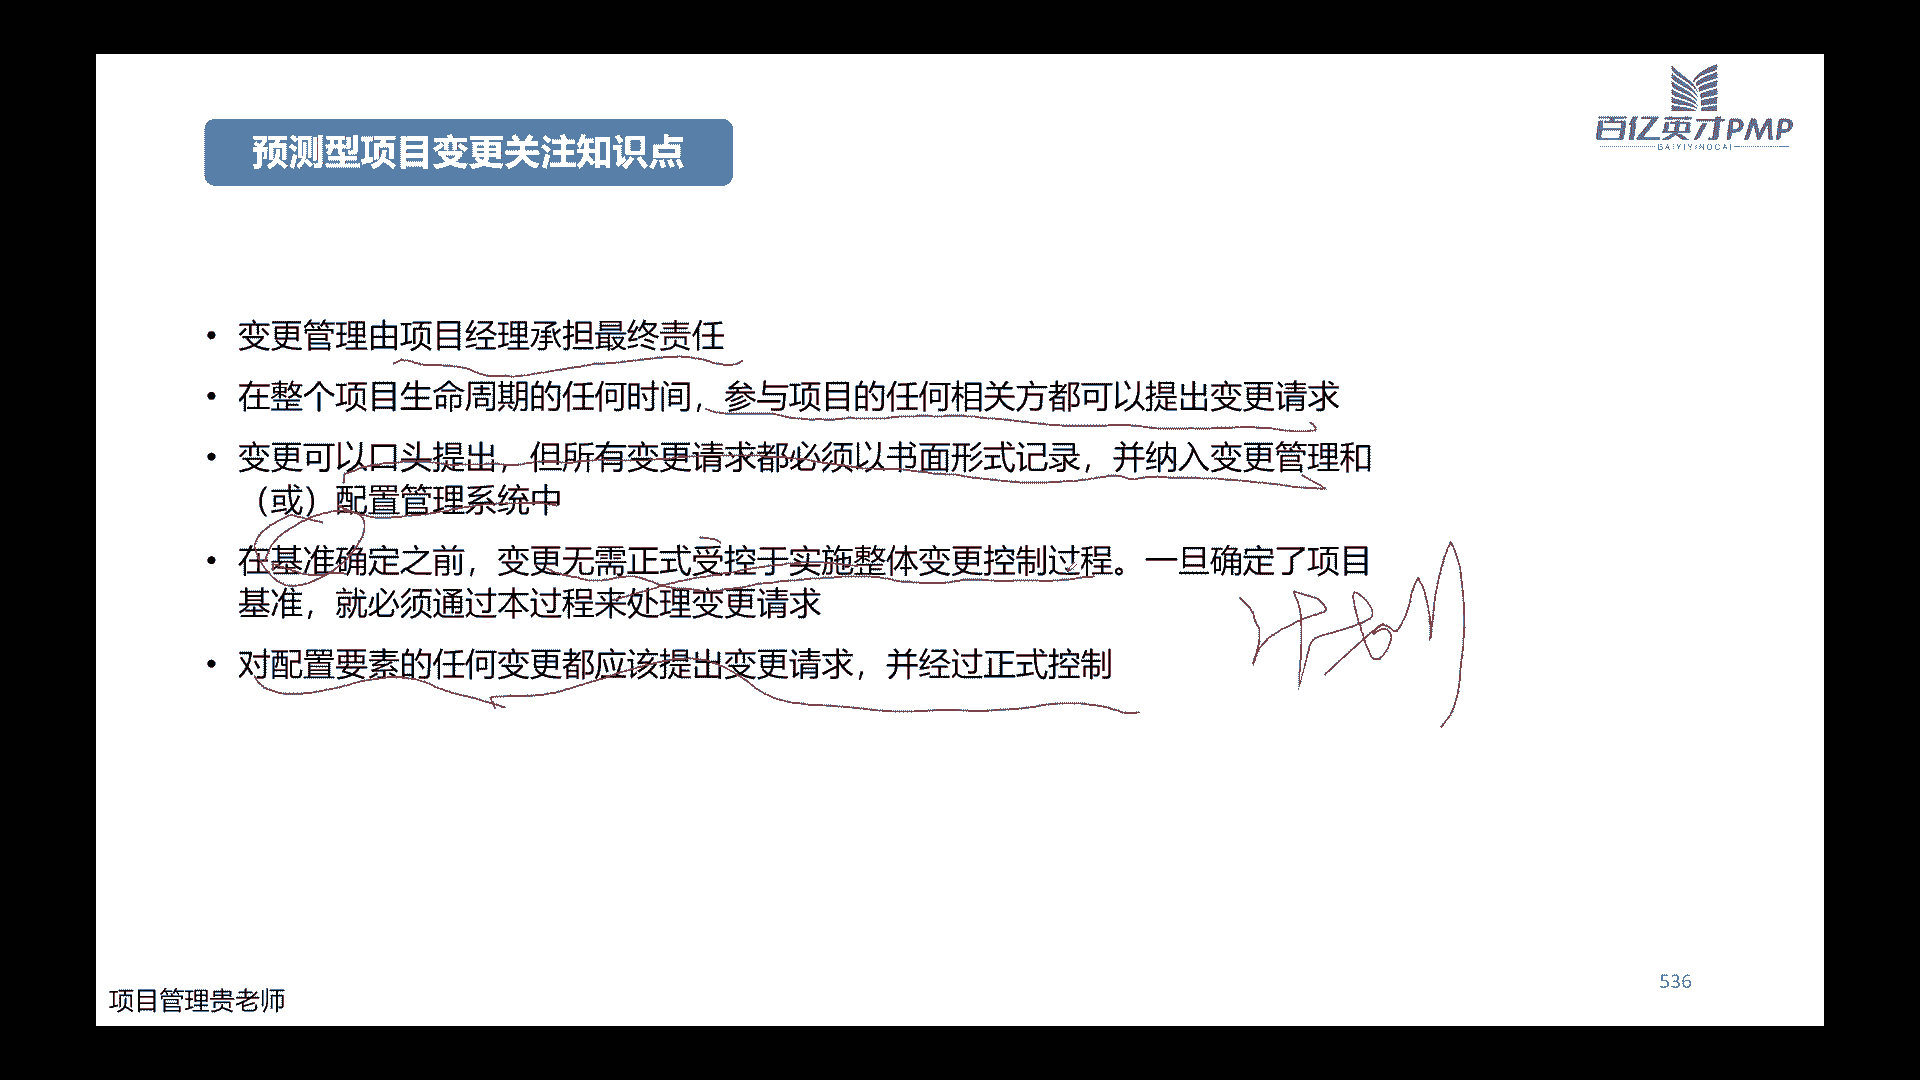 百亿英才PMP
BAIYIYINGCAI
预测型项目变更关注知识点
• 变更管理由项目经理承担最终责任
• 在整个项目生命周期的任何时间，参与项目的任何相关方都可以提出变更请求
• 变更可以口头提出，但所有变更请求都必须以书面形式记录，并纳入变更管理和
（或）配置管理系统中
• 在基准确定之前，变更无需正式受控于实施整体变更控制过程。一旦确定了项目
基准，就必须通过本过程来处理变更请求
计划
• 对配置要素的任何变更都应该提出变更请求，并经过正式控制
536
项目管理贵老师